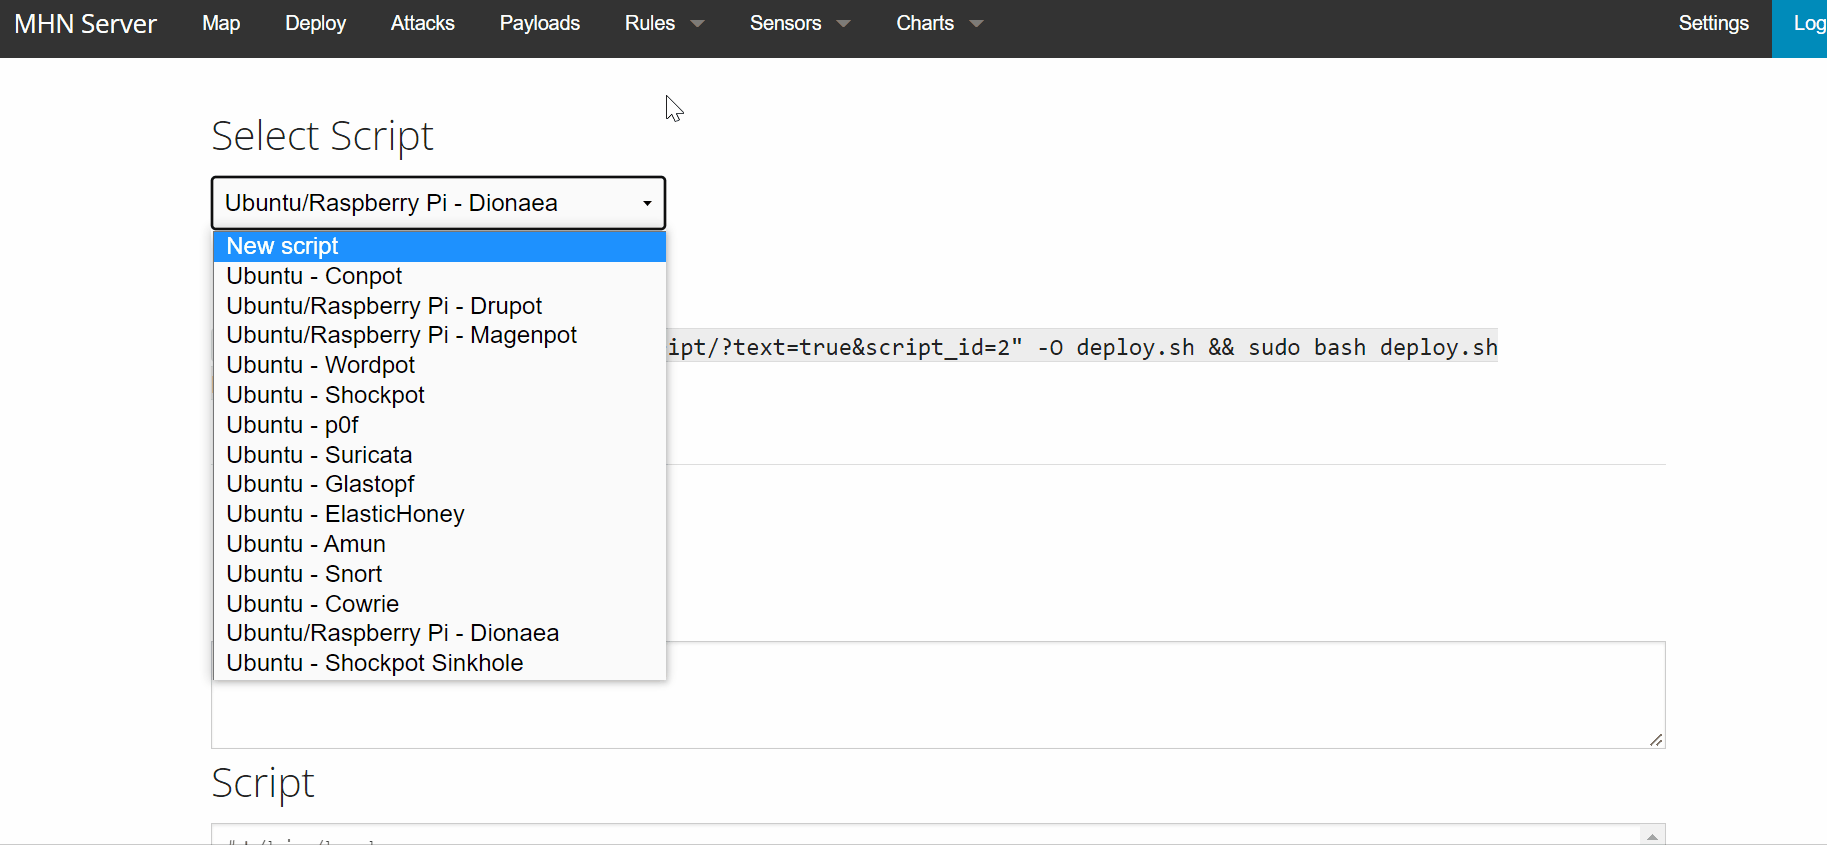 MHN Server Map Deploy Attacks Payloads Rules Sensors Charts Settings Log
Select Script
Ubuntu/Raspberry Pi - Dionaea
New script
Ubuntu - Conpot
Ubuntu/Raspberry Pi - Drupot
Ubuntu/Raspberry Pi - Magenpot
ipt/?text=true&script_id=2" -O deploy.sh && sudo bash deploy.sh
Ubuntu - Wordpot
Ubuntu - Shockpot
Ubuntu - p0f
Ubuntu - Suricata
Ubuntu - Glastopf
Ubuntu - ElasticHoney
Ubuntu - Amun
Ubuntu - Snort
Ubuntu - Cowrie
Ubuntu/Raspberry Pi - Dionaea
Ubuntu - Shockpot Sinkhole
Script